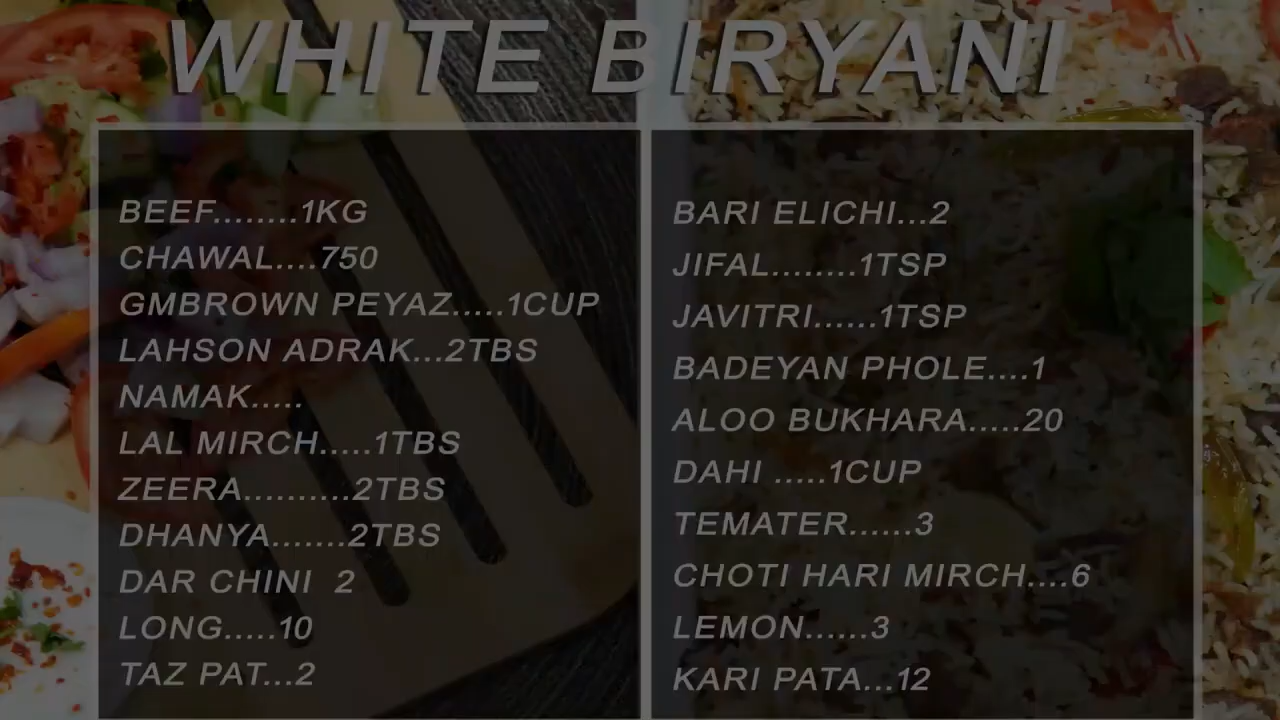 WHITE BIRYANI
BEEF........1KG
CHAWAL....750
GMBROWN PEYAZ.....1CUP
LAHSON ADRAK...2TBS
NAMAK.....
LAL MIRCH.....1TBS
ZEERA..........2TBS
DHANYA.......2TBS
DAR CHINI  2
LONG.....10
TAZ PAT...2
BARI ELICHI...2
JIFAL........1TSP
JAVITRI......1TSP
BADEYAN PHOLE....1
ALOO BUKHARA.....20
DAHI .....1CUP
TEMATER......3
CHOTI HARI MIRCH....6
LEMON......3
KARI PATA...12